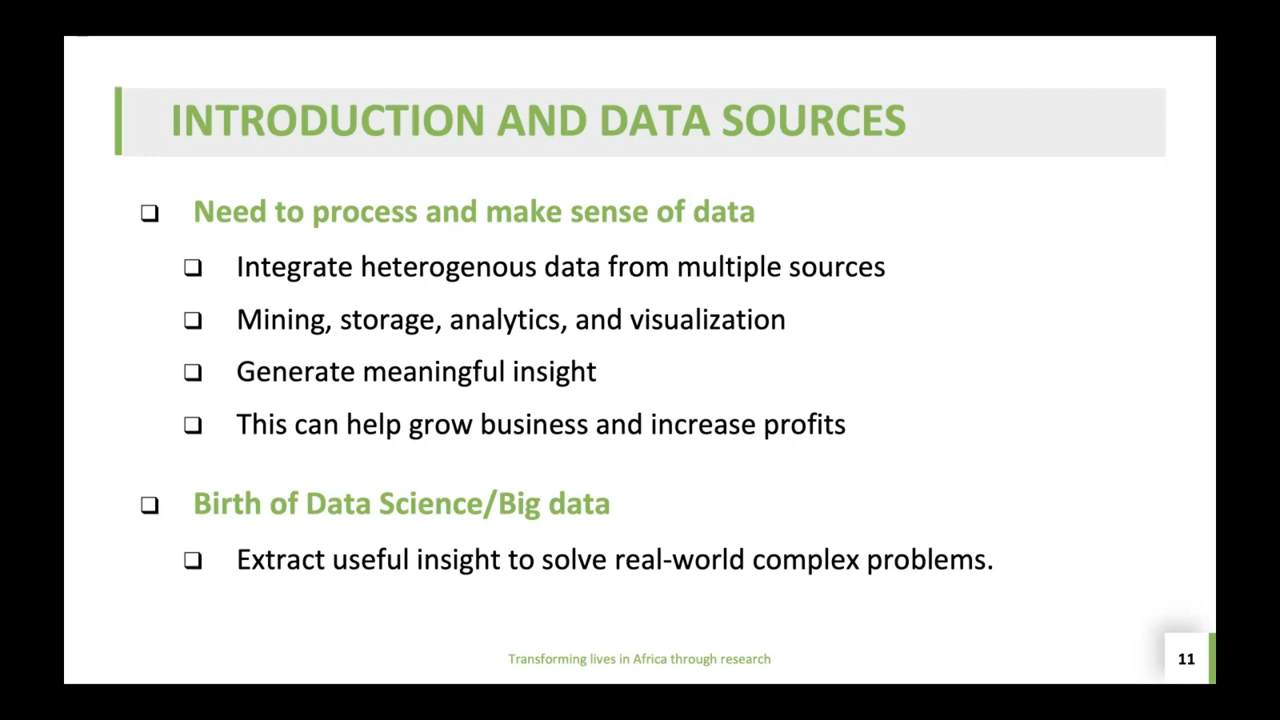 INTRODUCTION AND DATA SOURCES
Need to process and make sense of data
Integrate heterogenous data from multiple sources
Mining, storage, analytics, and visualization
Generate meaningful insight
This can help grow business and increase profits
Birth of Data Science/Big data
Extract useful insight to solve real-world complex problems.
Transforming lives in Africa through research
11